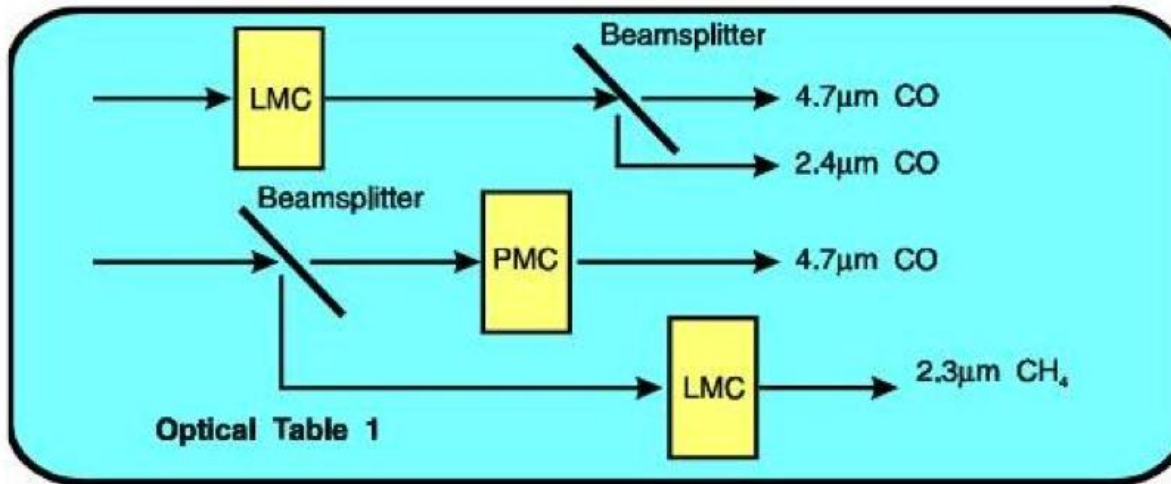 Beamsplitter
LMC
4.7μm CO
2.4μm CO
Beamsplitter
PMC
4.7μm CO
LMC
2.3μm CH₄
Optical Table 1